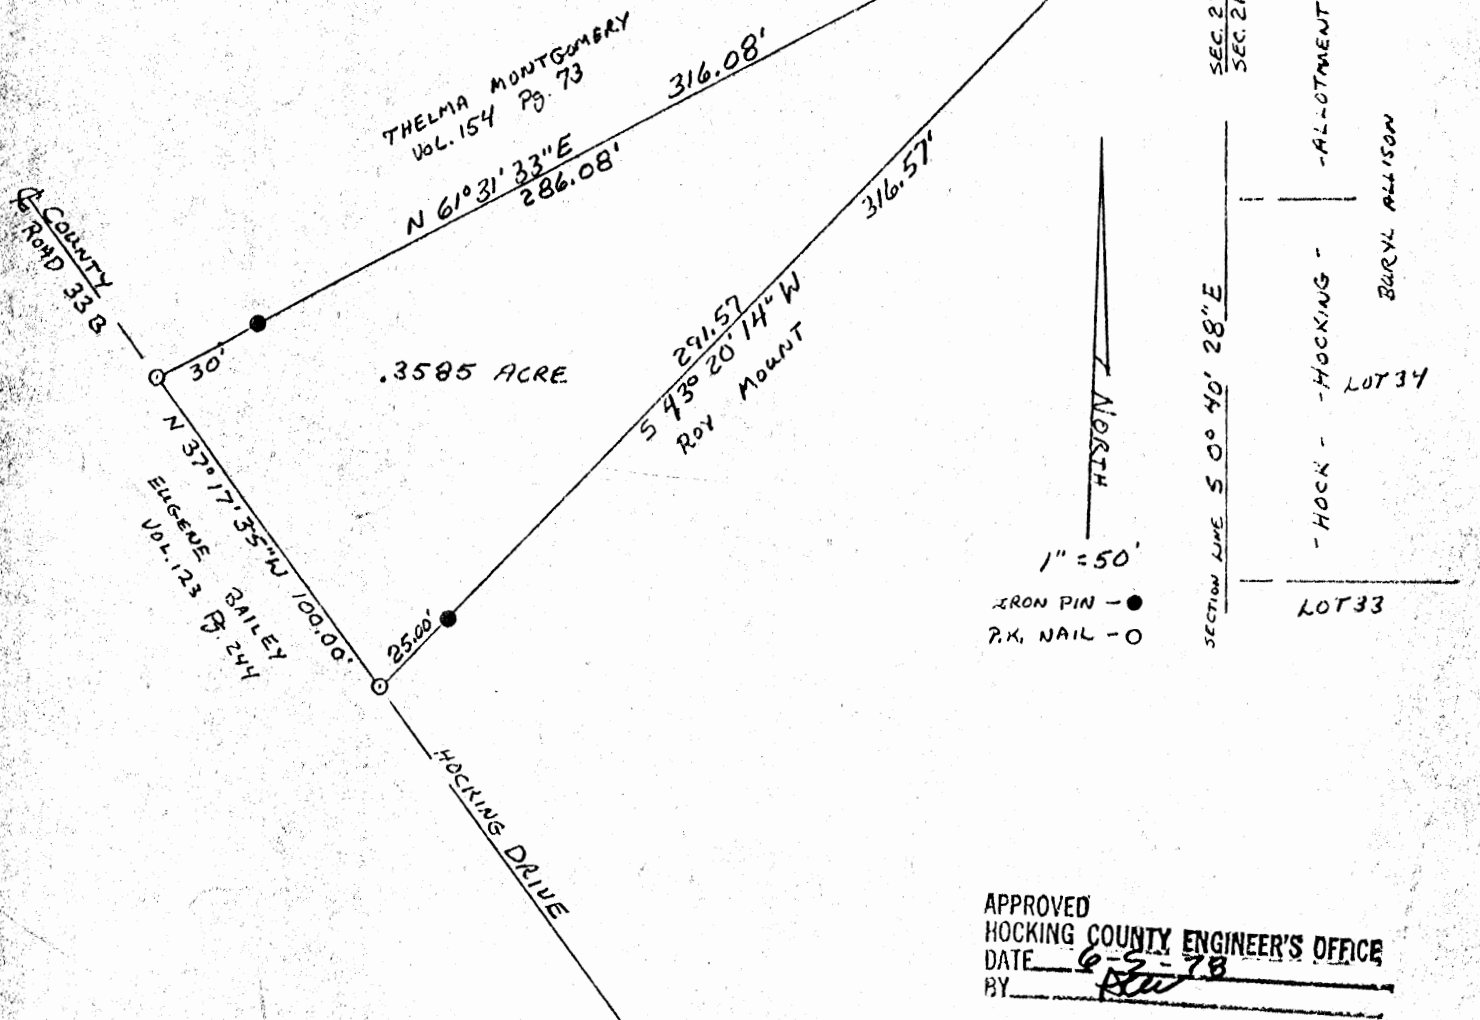 THELMA MONTGOMERY
VOL. 154 Pg. 73
316.08'
N 61° 31' 33" E
286.08'
℄ COUNTY
ROAD 33B
30'
.3585 ACRE
316.57'
291.57
S 43° 20' 14" W
ROY MOUNT
N 37° 17' 35" W 100.00'
EUGENE BAILEY
VOL. 123 Pg. 244
25.00'
HOCKING DRIVE
NORTH
1" = 50'
IRON PIN - ●
P.K. NAIL - ○
SECTION LINE S 0° 40' 28" E
- HOCK - - HOCKING - - ALLOTMENT
BURYL ALLISON
LOT 34
LOT 33
APPROVED
HOCKING COUNTY ENGINEER'S OFFICE
DATE 6-5-78
BY